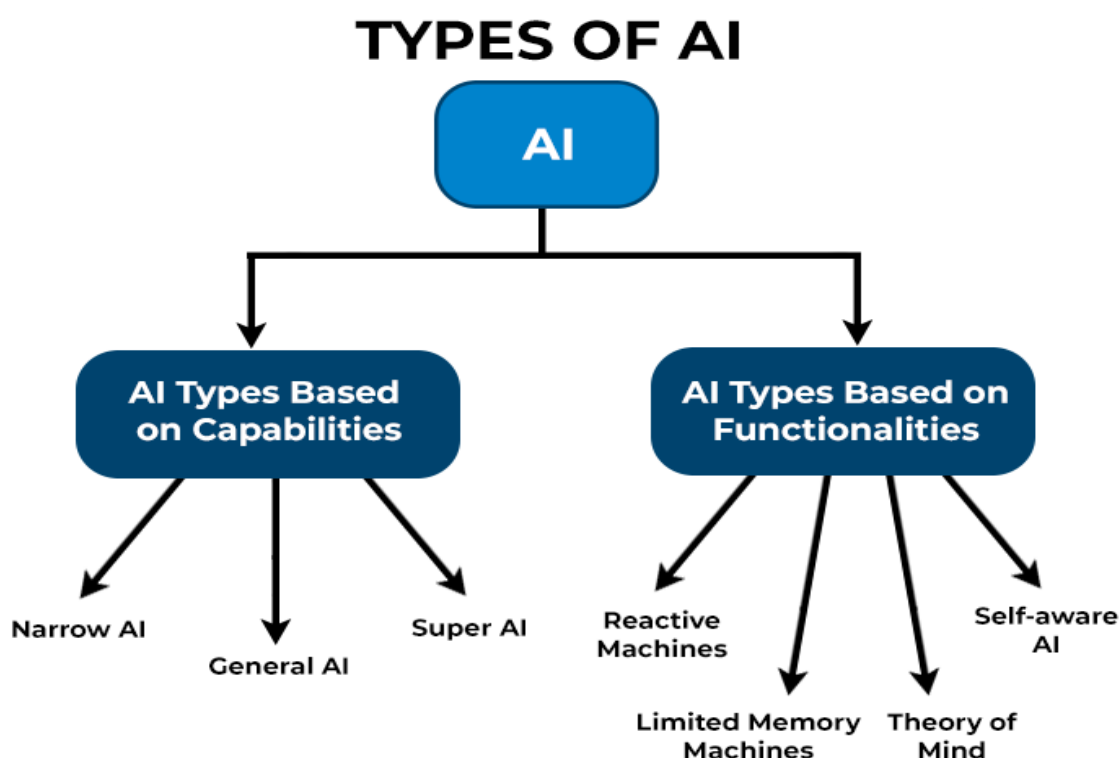 TYPES OF AI
AI
AI Types Based
on Capabilities
AI Types Based on
Functionalities
Narrow AI
General AI
Super AI
Reactive
Machines
Limited Memory
Machines
Theory of
Mind
Self-aware
AI